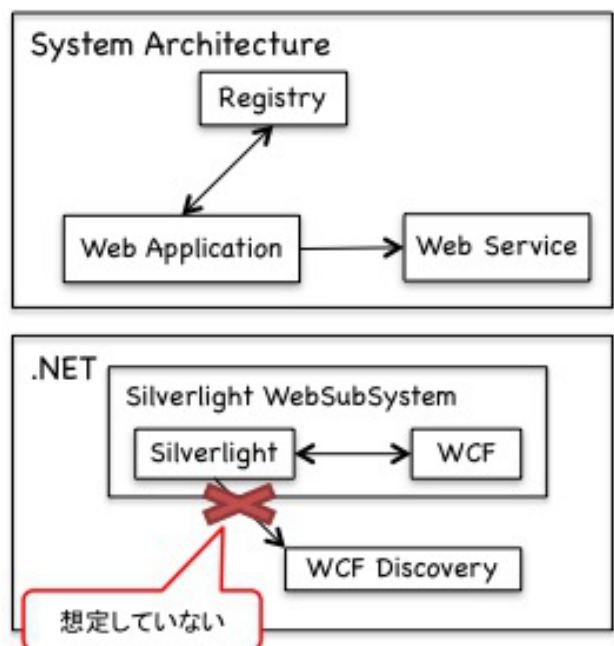 System Architecture
Registry
Web Application
Web Service
.NET
Silverlight WebSubSystem
Silverlight
WCF
WCF Discovery
想定していない